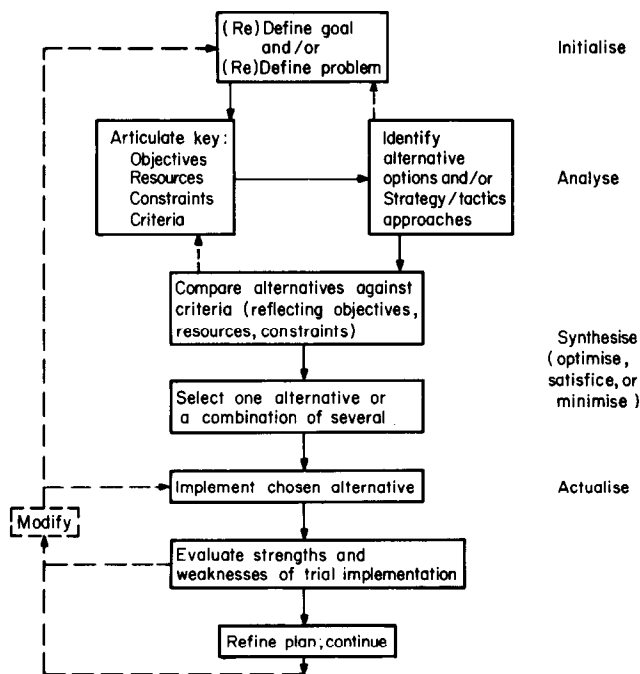 (Re)Define goal
and/or
(Re)Define problem
Initialise
Articulate key:
Objectives
Resources
Constraints
Criteria
Identify
alternative
options and/or
Strategy/tactics
approaches
Analyse
Compare alternatives against
criteria (reflecting objectives,
resources, constraints)
Synthesise
(optimise,
satisfice, or
minimise)
Select one alternative or
a combination of several
Implement chosen alternative
Actualise
Modify
Evaluate strengths and
weaknesses of trial implementation
Refine plan; continue